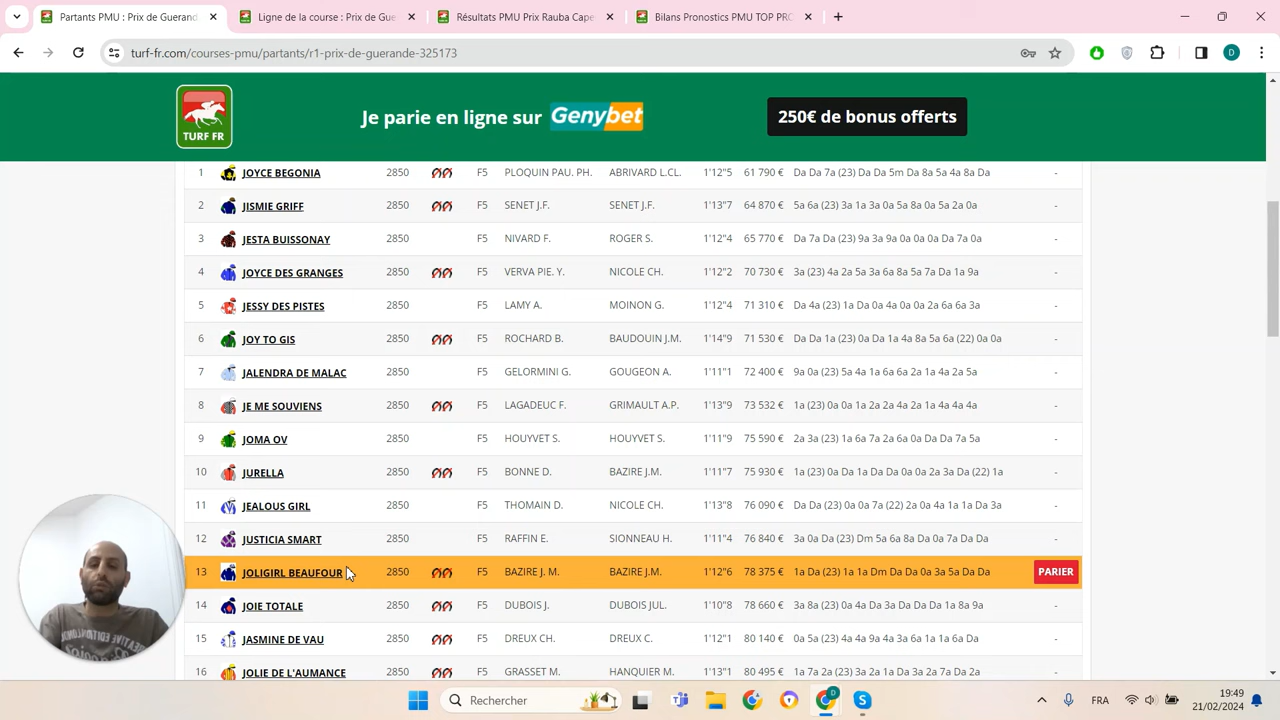 Partants PMU : Prix de Guerand
Ligne de la course : Prix de Gue
Résultats PMU Prix Rauba Cape
Bilans Pronostics PMU TOP PRO
turf-fr.com/courses-pmu/partants/r1-prix-de-guerande-325173
D
TURF FR
Je parie en ligne sur Genybet
250€ de bonus offerts
1 JOYCE BEGONIA 2850 F5 PLOQUIN PAU. PH. ABRIVARD L.CL. 1'12"5 61 790 € Da Da 7a (23) Da Da 5m Da 8a 5a 4a 8a Da -
2 JISMIE GRIFF 2850 F5 SENET J.F. SENET J.F. 1'13"7 64 870 € 5a 6a (23) 3a 1a 3a 0a 5a 8a 0a 5a 2a 0a -
3 JESTA BUISSONAY 2850 F5 NIVARD F. ROGER S. 1'12"4 65 770 € Da 7a Da (23) 9a 3a 9a 0a 0a 0a Da 7a 0a -
4 JOYCE DES GRANGES 2850 F5 VERVA PIE. Y. NICOLE CH. 1'12"2 70 730 € 3a (23) 4a 2a 5a 3a 6a 8a 5a 3a Da 1a 9a -
5 JESSY DES PISTES 2850 F5 LAMY A. MOINON G. 1'12"4 71 310 € Da 4a (23) 1a Da 0a 4a 0a 0a 2a 6a 6a 3a -
6 JOY TO GIS 2850 F5 ROCHARD B. BAUDOUIN J.M. 1'14"9 71 530 € Da Da 1a (23) 0a Da 1a 4a 8a 5a 6a (22) 0a 0a -
7 JALENDRA DE MALAC 2850 F5 GELORMINI G. GOUGEON A. 1'11"1 72 400 € 9a 0a (23) 5a 4a 1a 6a 6a 2a 1a 4a 2a 5a -
8 JE ME SOUVIENS 2850 F5 LAGADEUC F. GRIMAULT A.P. 1'13"9 73 532 € 1a (23) 0a 0a 1a 2a 2a 4a 2a 1a 4a 4a 4a -
9 JOMA OV 2850 F5 HOUYVET S. HOUYVET S. 1'11"9 75 590 € 2a 3a (23) 1a 6a 7a 2a 6a 0a Da Da 7a 5a -
10 JURELLA 2850 F5 BONNE D. BAZIRE J.M. 1'11"7 75 930 € 1a (23) 0a Da 1a Da Da 0a 0a 2a 3a Da (22) 1a -
11 JEALOUS GIRL 2850 F5 THOMAIN D. NICOLE CH. 1'13"8 76 090 € Da Da (23) 0a 0a 7a (22) 2a 0a 4a 1a 1a Da 3a -
12 JUSTICIA SMART 2850 F5 RAFFIN E. SIONNEAU H. 1'11"4 76 840 € 3a 0a Da (23) Dm 5a 6a 8a Da Da 7a Da Da -
13 JOLIGIRL BEAUFOUR 2850 F5 BAZIRE J. M. BAZIRE J.M. 1'12"6 78 375 € 1a Da (23) 1a 1a Dm Da Da 0a 3a 5a Da Da PARIER
14 JOIE TOTALE 2850 F5 DUBOIS J. DUBOIS JUL. 1'10"8 78 660 € 3a 8a (23) 0a 4a Da 3a Da Da 2a 1a 8a 9a -
15 JASMINE DE VAU 2850 F5 DREUX CH. DREUX C. 1'12"1 80 140 € 0a 5a (23) 4a 4a 9a 4a 3a 6a 1a 1a 6a Da -
16 JOLIE DE L'AUMANCE 2850 F5 GRASSET M. HANQUIER M. 1'13"1 80 495 € 1a 7a 2a (23) 3a 2a 1a Da 3a 2a 7a Da 2a -
Rechercher
FRA
19:49
21/02/2024